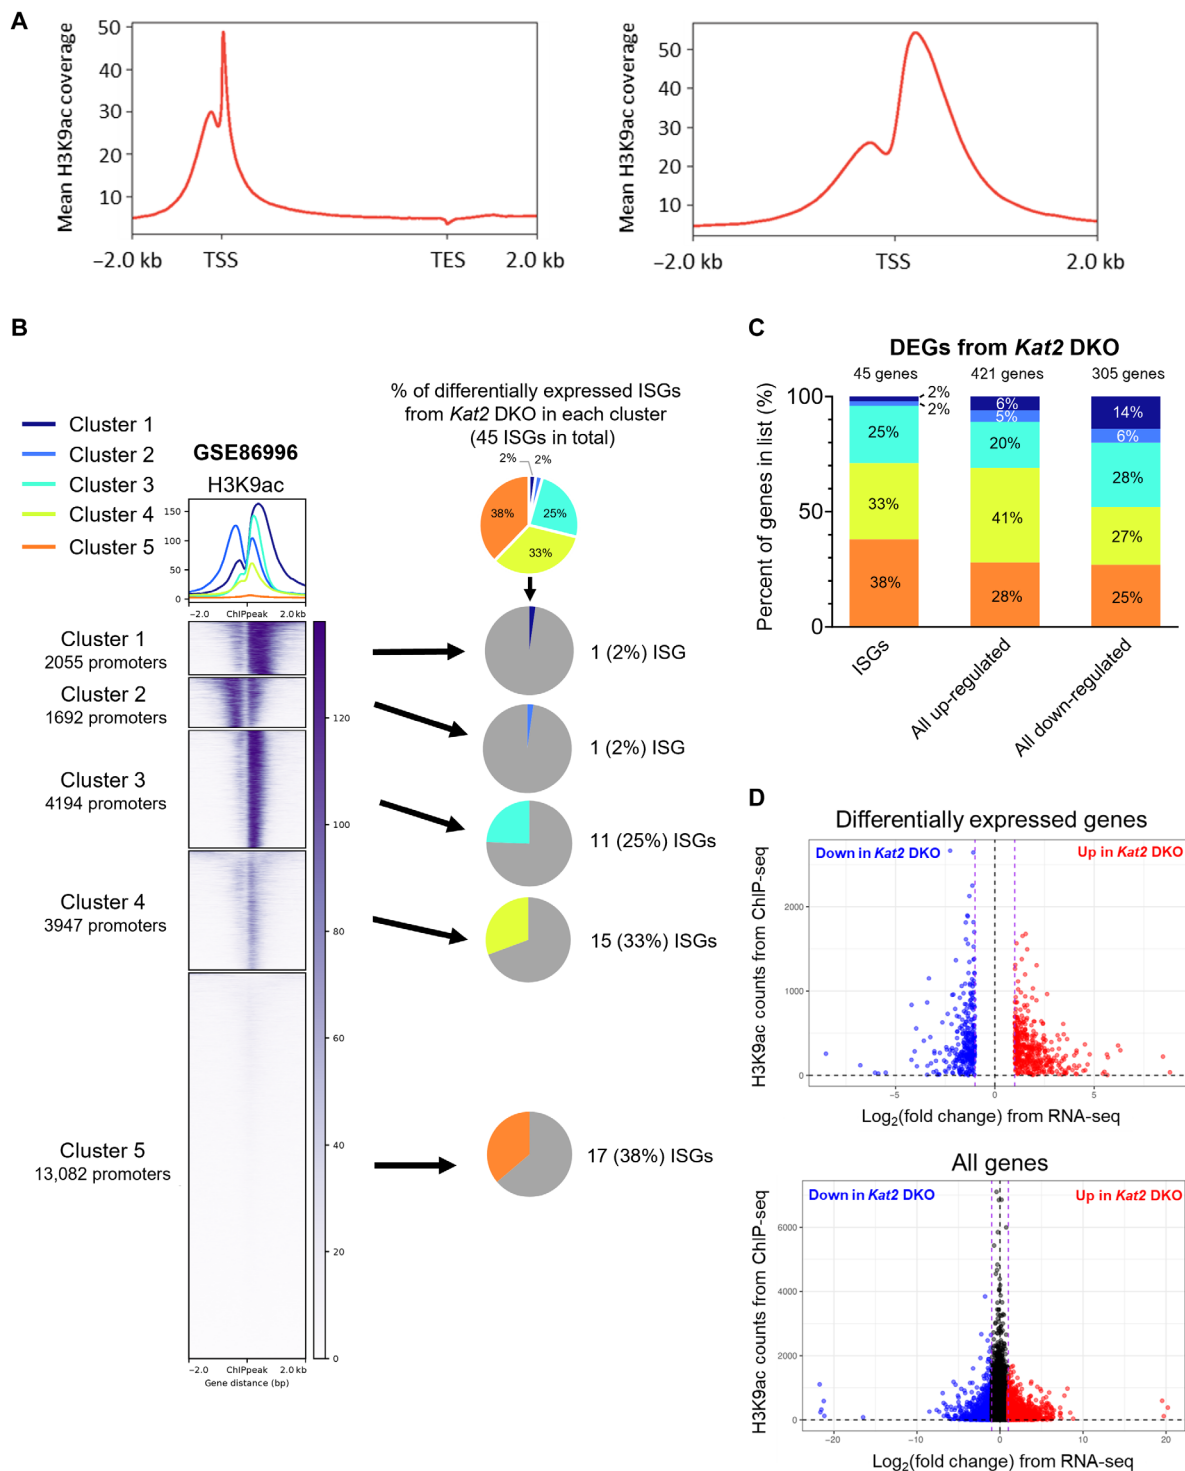 A
Mean H3K9ac coverage
50
40
30
20
10
−2.0 kb
TSS
TES
2.0 kb
Mean H3K9ac coverage
50
40
30
20
10
−2.0 kb
TSS
2.0 kb
B
Cluster 1
Cluster 2
Cluster 3
Cluster 4
Cluster 5
GSE86996
H3K9ac
150
100
50
0
−2.0
ChIPpeak
2.0 kb
Cluster 1
2055 promoters
Cluster 2
1692 promoters
Cluster 3
4194 promoters
Cluster 4
3947 promoters
Cluster 5
13,082 promoters
120
100
80
60
40
20
0
−2.0
ChIPpeak
2.0 kb
Gene distance (bp)
% of differentially expressed ISGs
from Kat2 DKO in each cluster
(45 ISGs in total)
2%
2%
38%
25%
33%
1 (2%) ISG
1 (2%) ISG
11 (25%) ISGs
15 (33%) ISGs
17 (38%) ISGs
C
DEGs from Kat2 DKO
45 genes
421 genes
305 genes
Percent of genes in list (%)
100
50
0
2%
2%
25%
33%
38%
6%
5%
20%
41%
28%
14%
6%
28%
27%
25%
ISGs
All up-regulated
All down-regulated
D
Differentially expressed genes
Down in Kat2 DKO
Up in Kat2 DKO
H3K9ac counts from ChIP-seq
2000
1000
0
−5
0
5
Log2(fold change) from RNA-seq
All genes
Down in Kat2 DKO
Up in Kat2 DKO
H3K9ac counts from ChIP-seq
6000
4000
2000
0
−20
−10
0
10
20
Log2(fold change) from RNA-seq